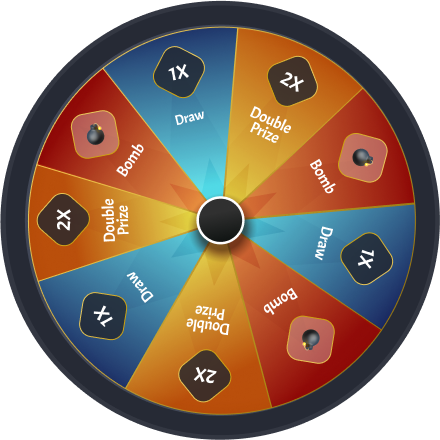 1X
Draw
2X
Double
Prize
Bomb
1X
Draw
Bomb
2X
Double
Prize
1X
Draw
2X
Double
Prize
Bomb